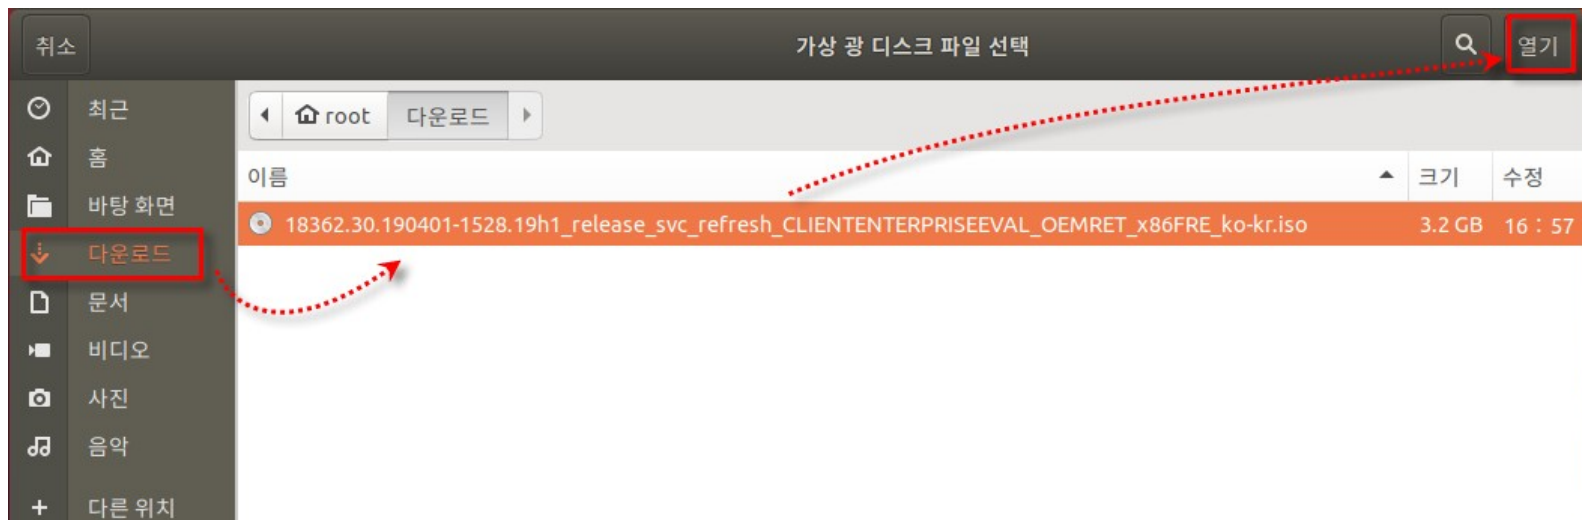 취소
가상 광 디스크 파일 선택
열기
최근
홈
바탕 화면
다운로드
문서
비디오
사진
음악
다른 위치
root 다운로드
이름 크기 수정
18362.30.190401-1528.19h1_release_svc_refresh_CLIENTENTERPRISEEVAL_OEMRET_x86FRE_ko-kr.iso 3.2 GB 16：57